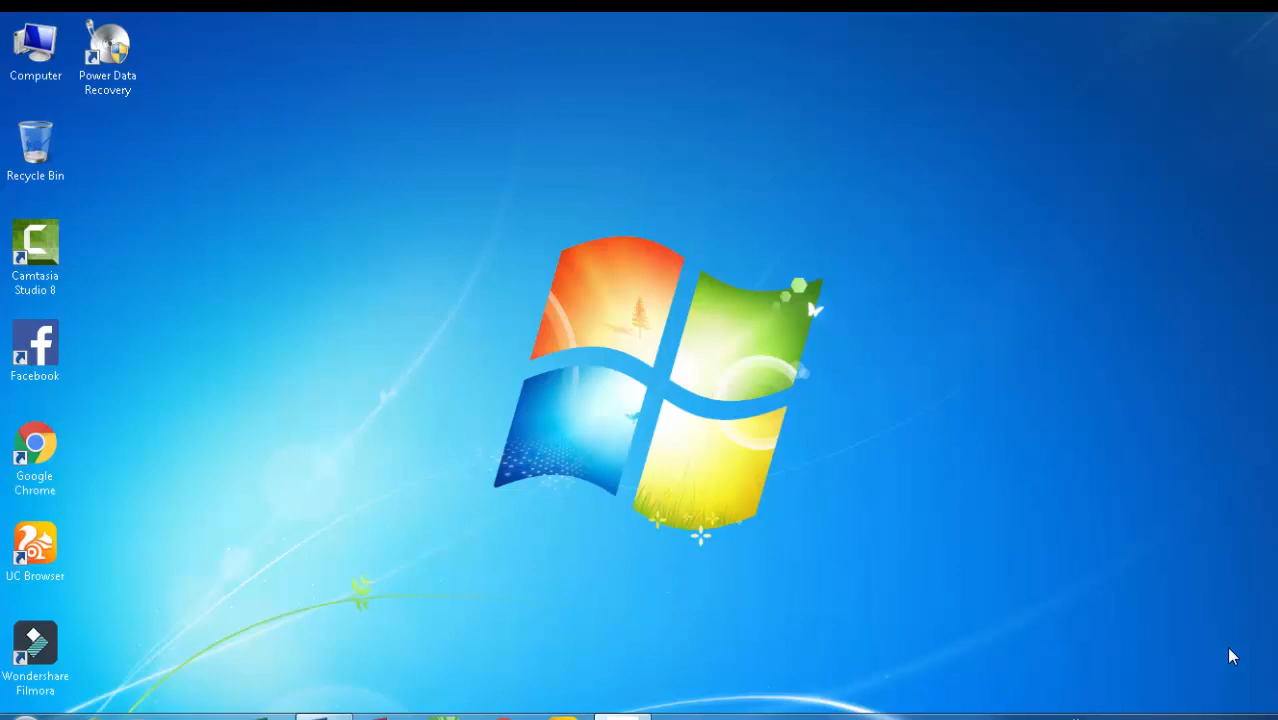 Computer
Power Data
Recovery
Recycle Bin
Camtasia
Studio 8
Facebook
Google
Chrome
UC Browser
Wondershare
Filmora